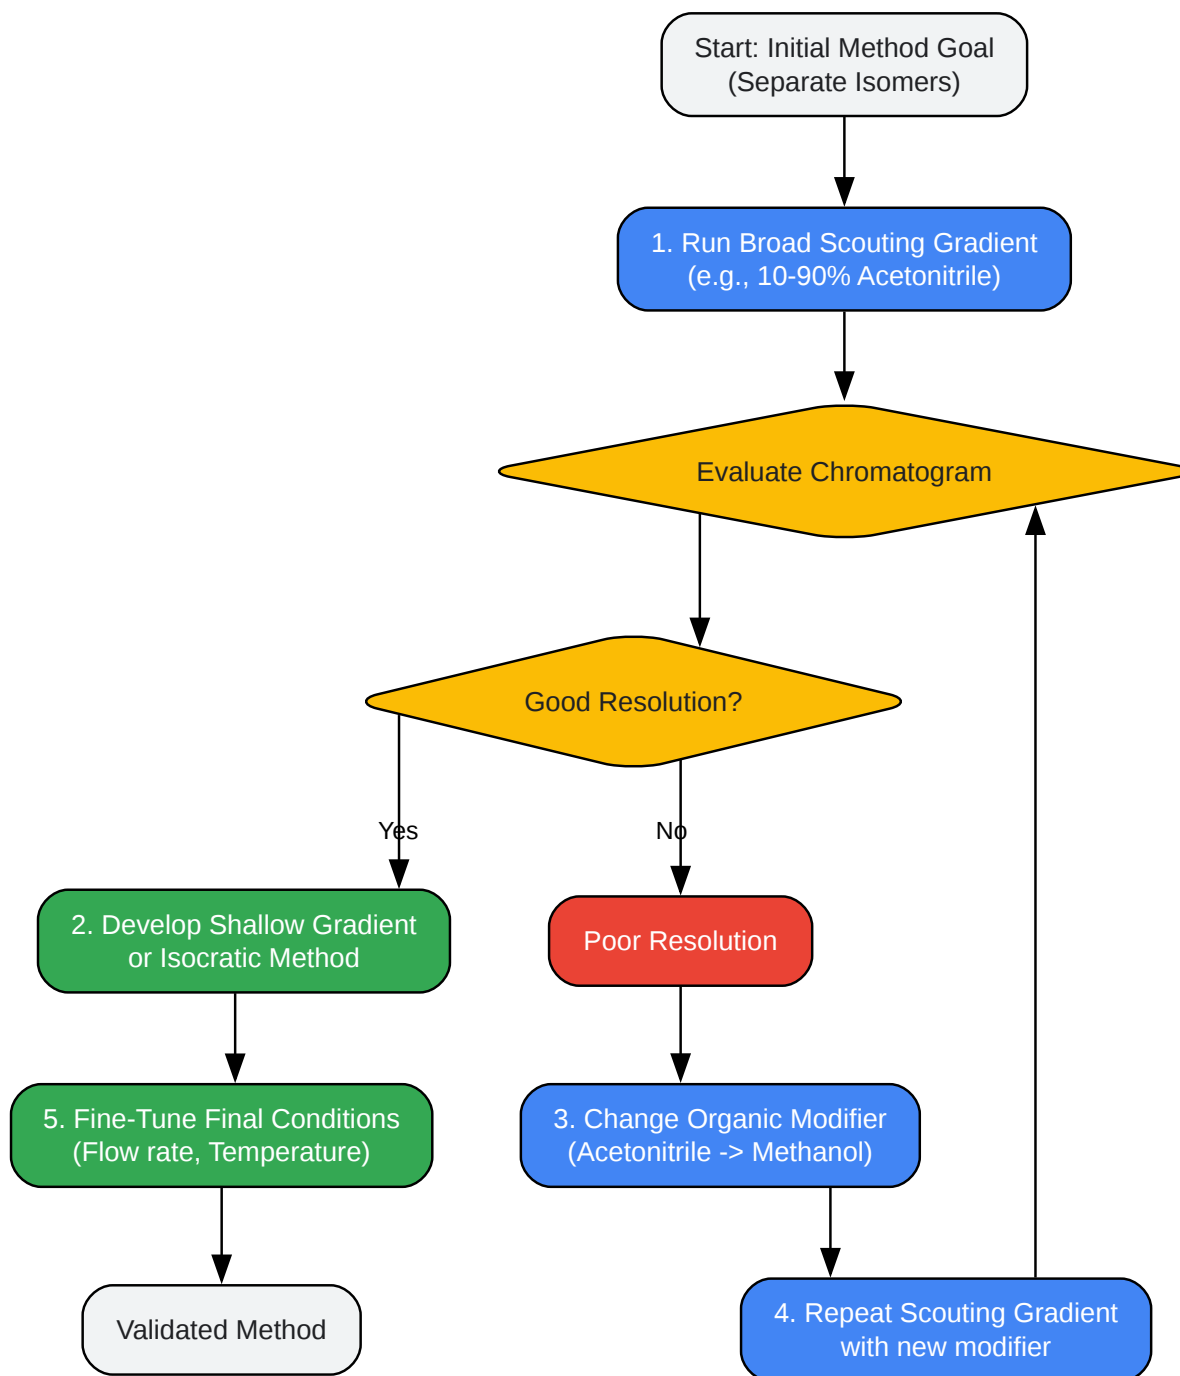 Start: Initial Method Goal
(Separate Isomers)
1. Run Broad Scouting Gradient
(e.g., 10-90% Acetonitrile)
Evaluate Chromatogram
Good Resolution?
Yes
No
2. Develop Shallow Gradient
or Isocratic Method
Poor Resolution
5. Fine-Tune Final Conditions
(Flow rate, Temperature)
3. Change Organic Modifier
(Acetonitrile -> Methanol)
Validated Method
4. Repeat Scouting Gradient
with new modifier